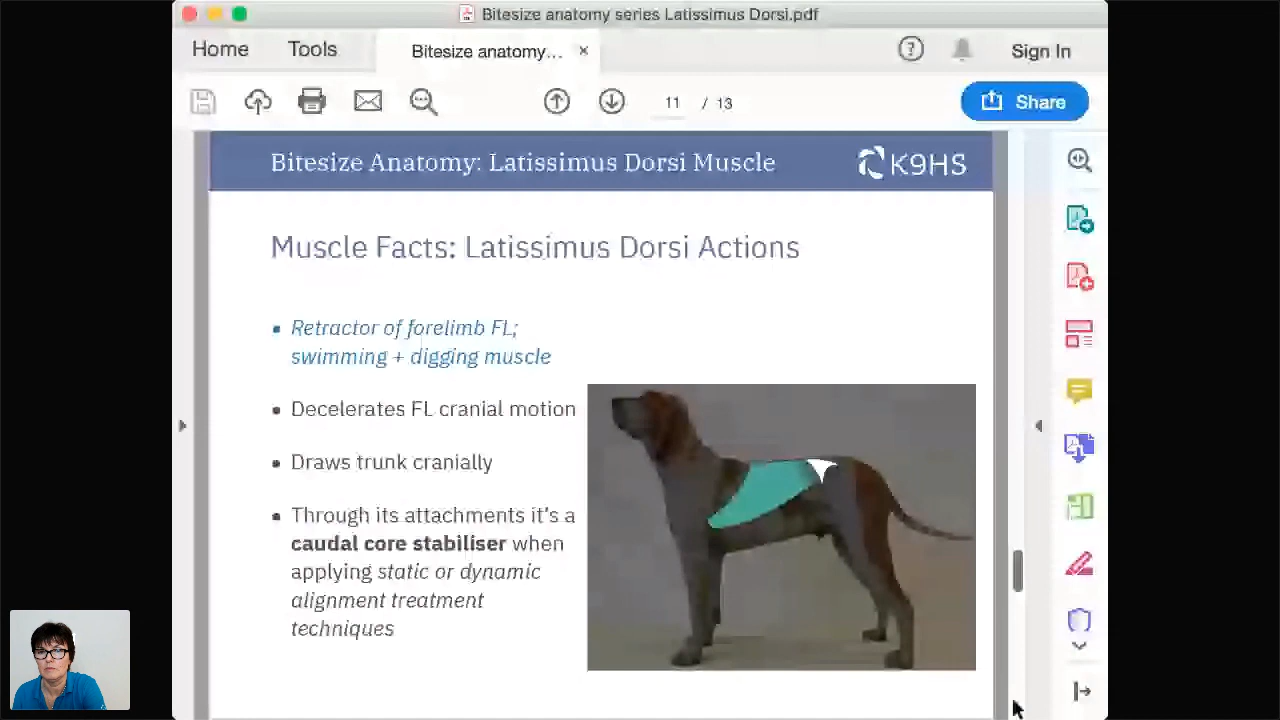 Bitesize anatomy series Latissimus Dorsi.pdf
Home
Tools
Bitesize anatomy...
Sign In
11 / 13
Share
Bitesize Anatomy: Latissimus Dorsi Muscle
K9HS
Muscle Facts: Latissimus Dorsi Actions
Retractor of forelimb FL;
swimming + digging muscle
Decelerates FL cranial motion
Draws trunk cranially
Through its attachments it's a
caudal core stabiliser when
applying static or dynamic
alignment treatment
techniques